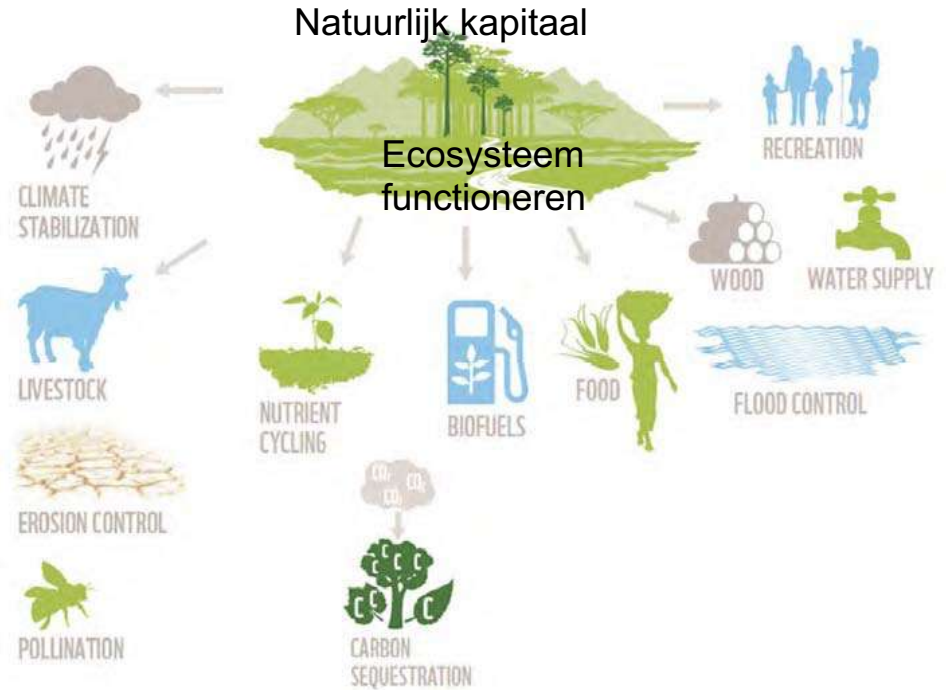 Natuurlijk kapitaal
Ecosysteem
functioneren
CLIMATE
STABILIZATION
RECREATION
WOOD
WATER SUPPLY
LIVESTOCK
NUTRIENT
CYCLING
BIOFUELS
FOOD
FLOOD CONTROL
EROSION CONTROL
CO₂
CO₂
CO₂
C
C
C
C
C
C
C
C
POLLINATION
CARBON
SEQUESTRATION